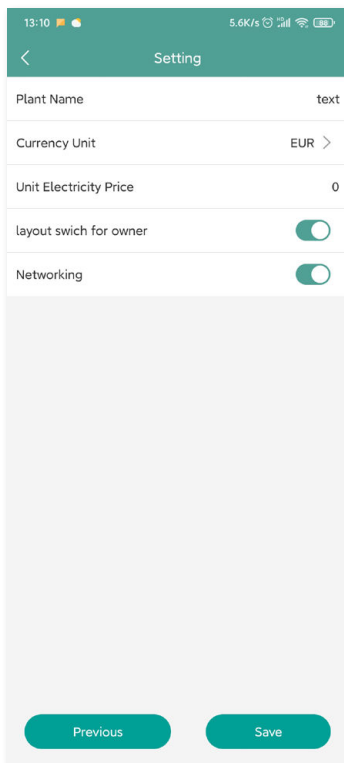 13:10 5.6K/s 88
Setting
Plant Name text
Currency Unit EUR
Unit Electricity Price 0
layout swich for owner
Networking
Previous Save